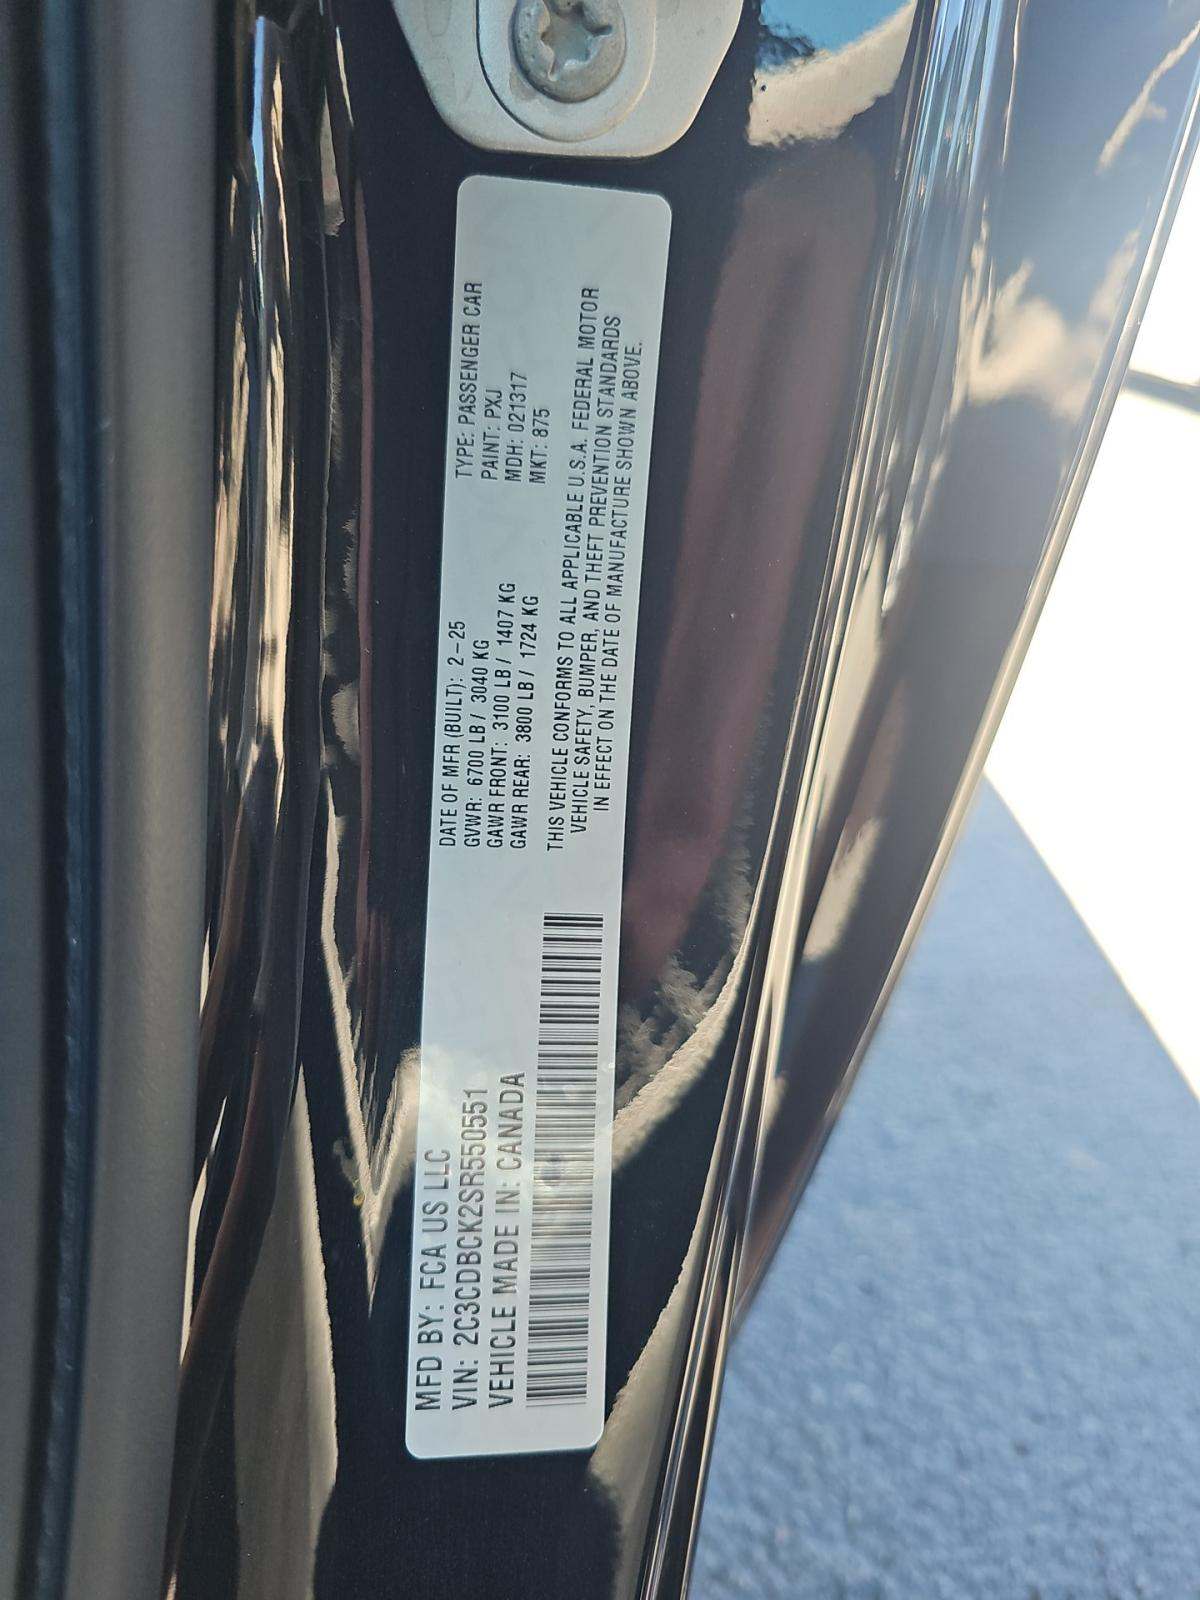 MFD BY: FCA US LLC
VIN: 2C3CDBCK2SR550551
VEHICLE MADE IN: CANADA
DATE OF MFR (BUILT): 2-25
GVWR: 6700 LB / 3040 KG
GAWR FRONT: 3100 LB / 1407 KG
GAWR REAR: 3800 LB / 1724 KG
TYPE: PASSENGER CAR
PAINT: PXJ
MDH: 021317
MKT: 875
THIS VEHICLE CONFORMS TO ALL APPLICABLE U.S.A. FEDERAL MOTOR
VEHICLE SAFETY, BUMPER, AND THEFT PREVENTION STANDARDS
IN EFFECT ON THE DATE OF MANUFACTURE SHOWN ABOVE.